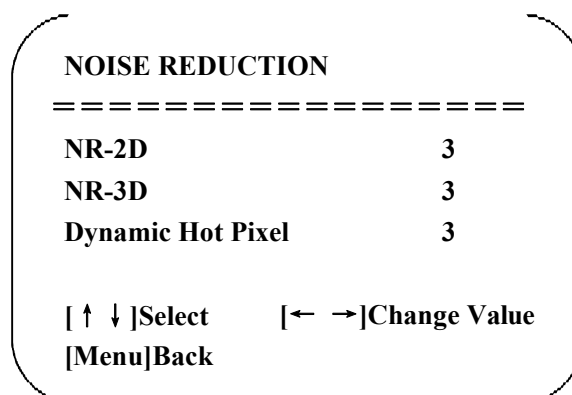 NOISE REDUCTION
=================
NR-2D 3
NR-3D 3
Dynamic Hot Pixel 3
[↑ ↓]Select [← →]Change Value
[Menu]Back